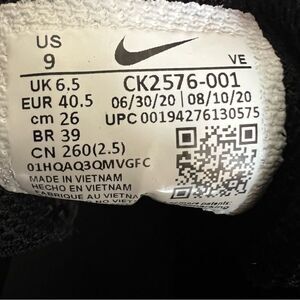 US
9
VE
UK 6.5
CK2576-001
EUR 40.5
06/30/20 08/10/20
cm 26
UPC 00194276130575
BR 39
CN 260(2.5)
01HQAQ3QMVGFC
MADE IN VIETNAM
HECHO EN VIETNAM
FABRIQUE AU VIETNAM